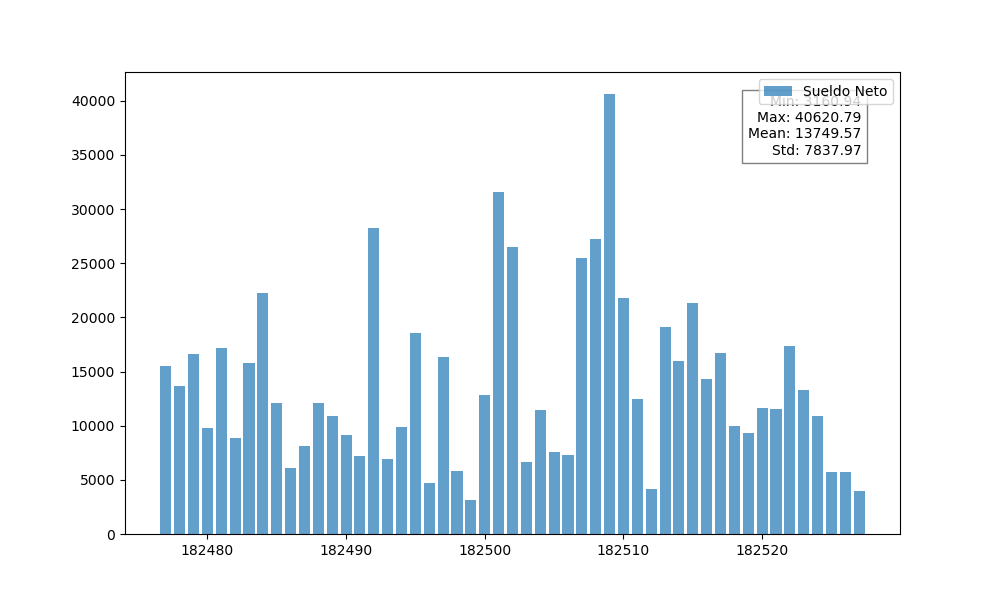 Sueldo Neto
Min: 3160.94
Max: 40620.79
Mean: 13749.57
Std: 7837.97
40000
35000
30000
25000
20000
15000
10000
5000
0
182480 182490 182500 182510 182520